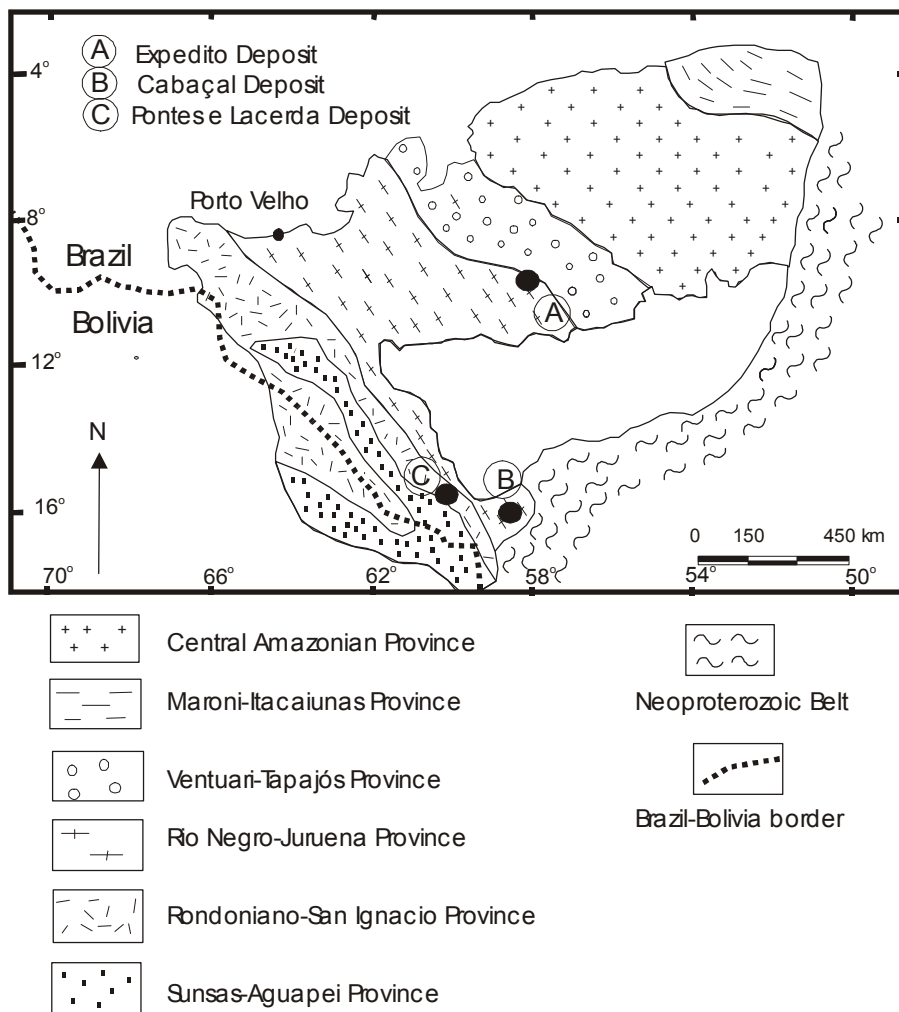 A Expedito Deposit
B Cabaçal Deposit
C Pontes e Lacerda Deposit
4°
Porto Velho
8°
Brazil
Bolivia
A
12°
N
C
B
16°
0 150 450 km
70° 66° 62° 58° 54° 50°
Central Amazonian Province
Maroni-Itacaiunas Province
Neoproterozoic Belt
Ventuari-Tapajós Province
Brazil-Bolivia border
Rio Negro-Juruena Province
Rondoniano-San Ignacio Province
Sunsas-Aguapei Province